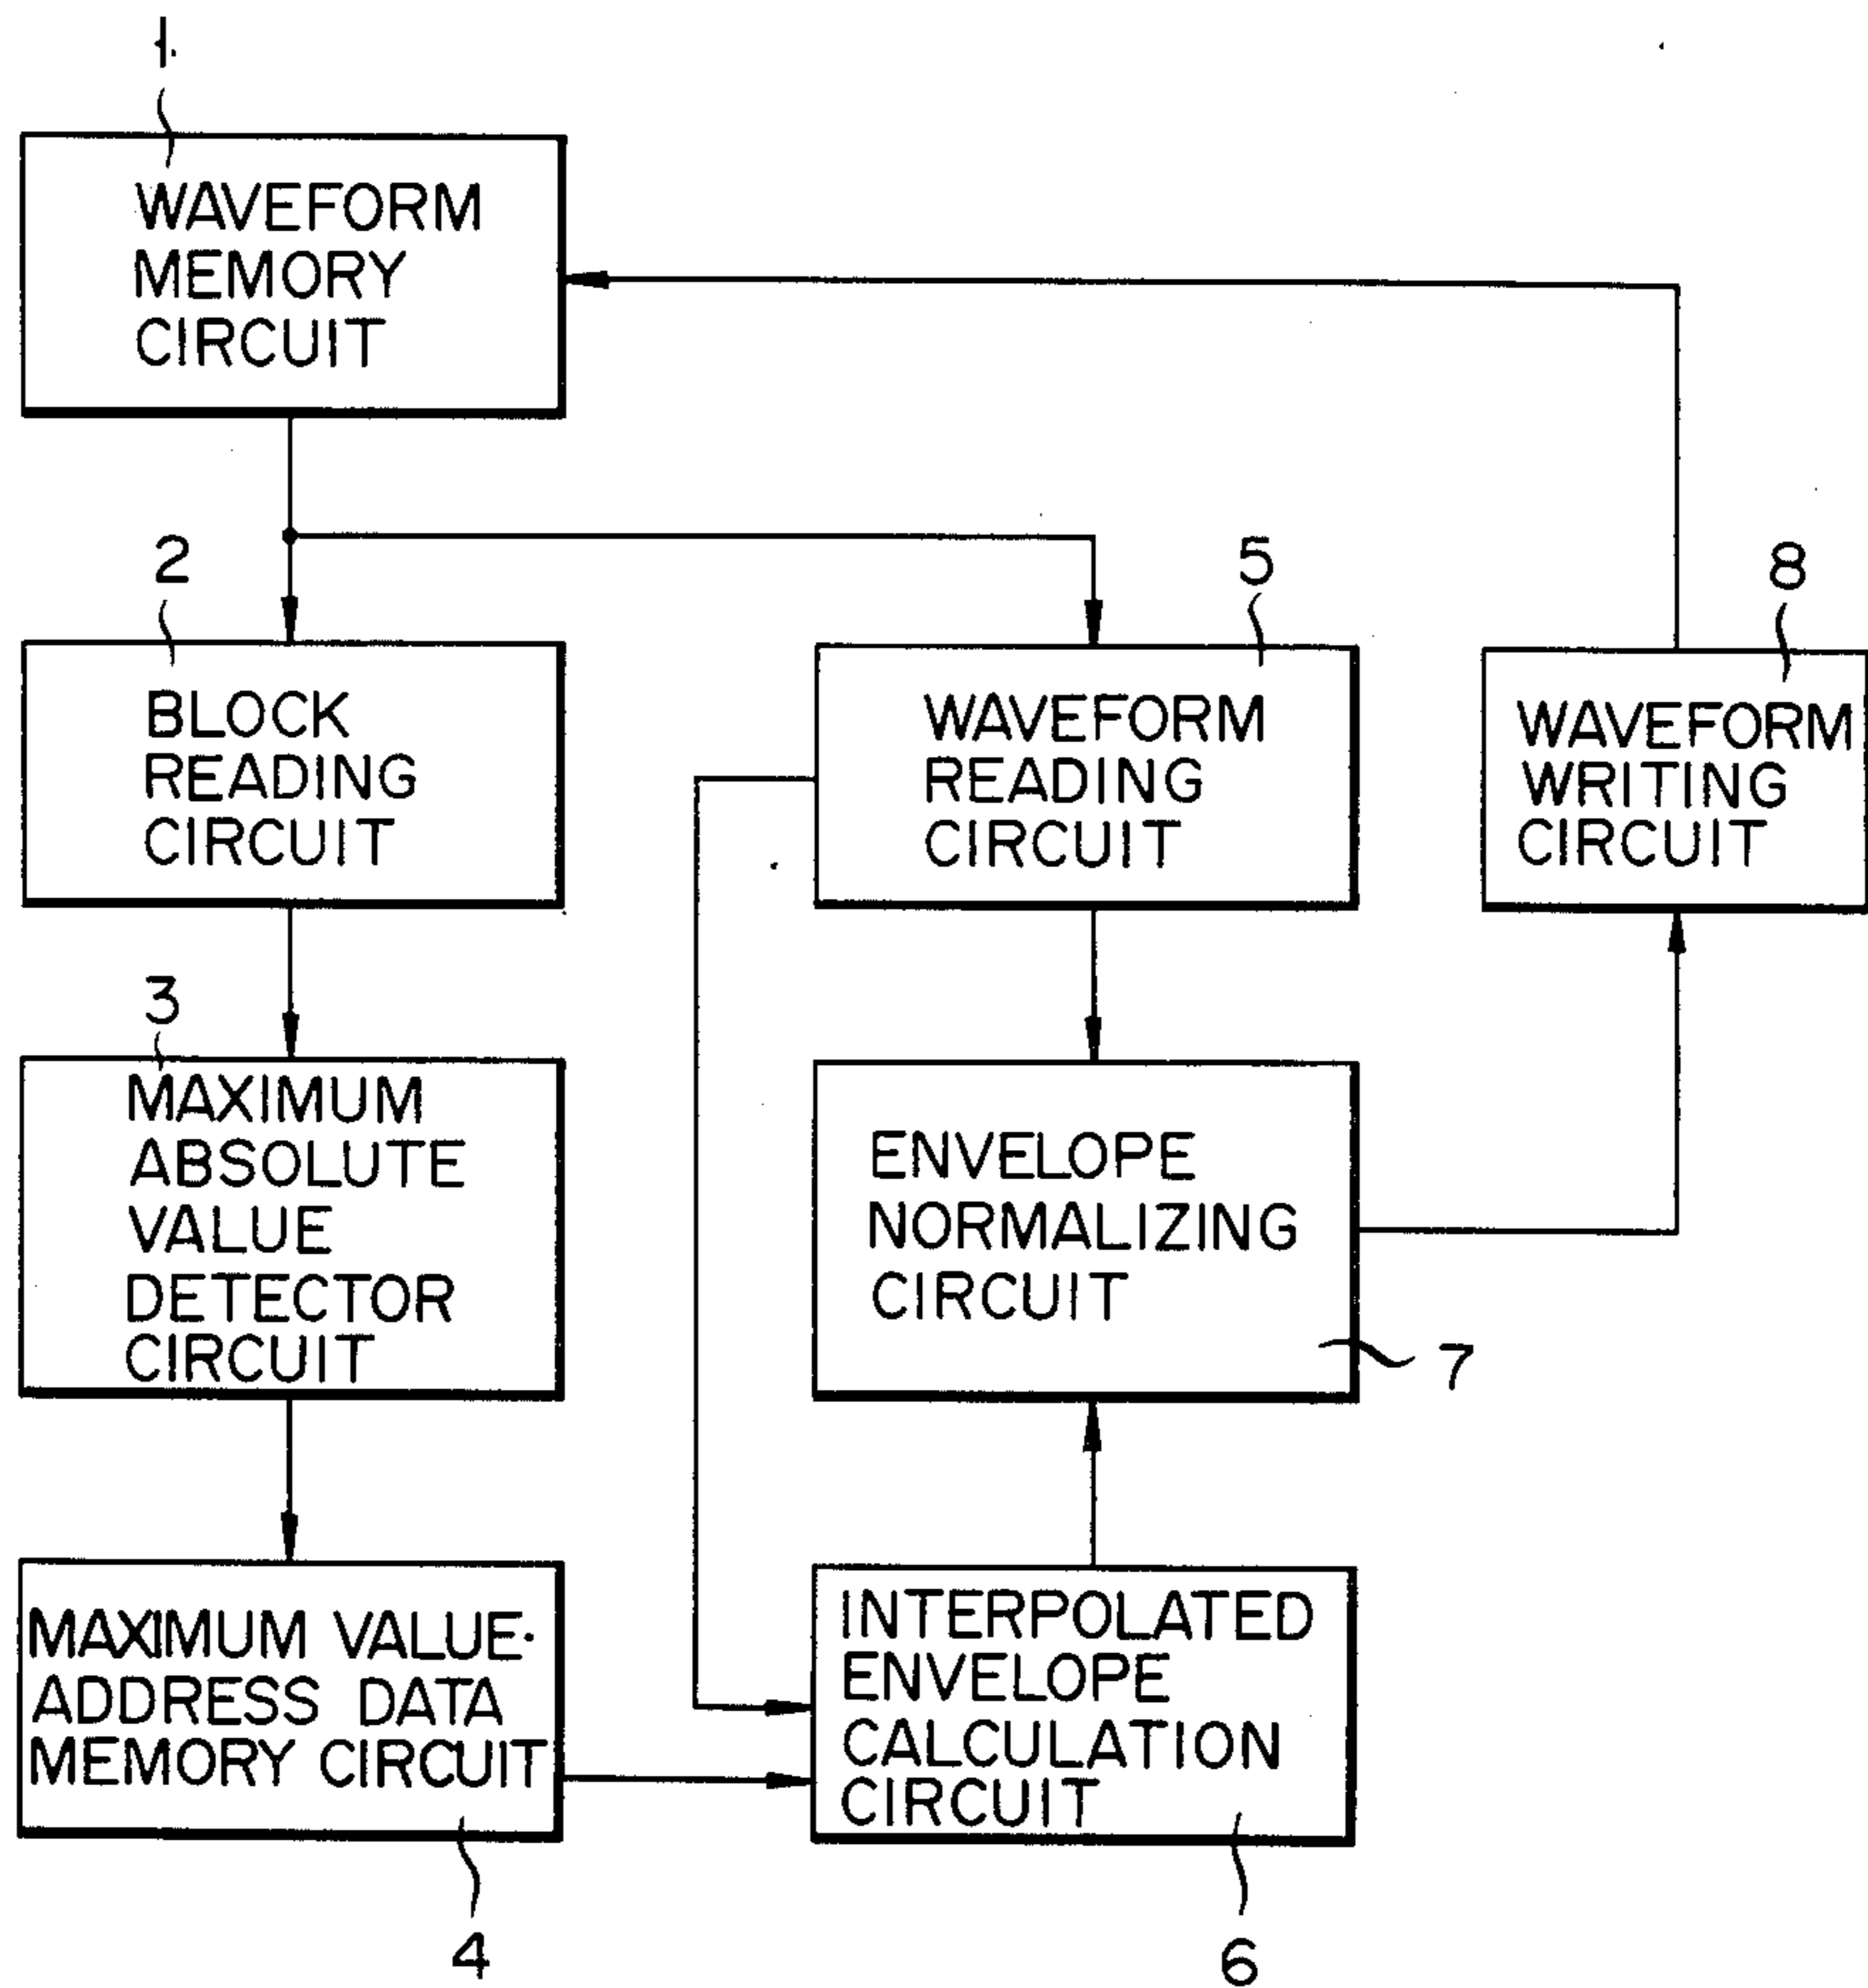 1
WAVEFORM
MEMORY
CIRCUIT
2
BLOCK
READING
CIRCUIT
5
WAVEFORM
READING
CIRCUIT
8
WAVEFORM
WRITING
CIRCUIT
3
MAXIMUM
ABSOLUTE
VALUE
DETECTOR
CIRCUIT
ENVELOPE
NORMALIZING
CIRCUIT
7
MAXIMUM VALUE·
ADDRESS DATA
MEMORY CIRCUIT
4
INTERPOLATED
ENVELOPE
CALCULATION
CIRCUIT
6